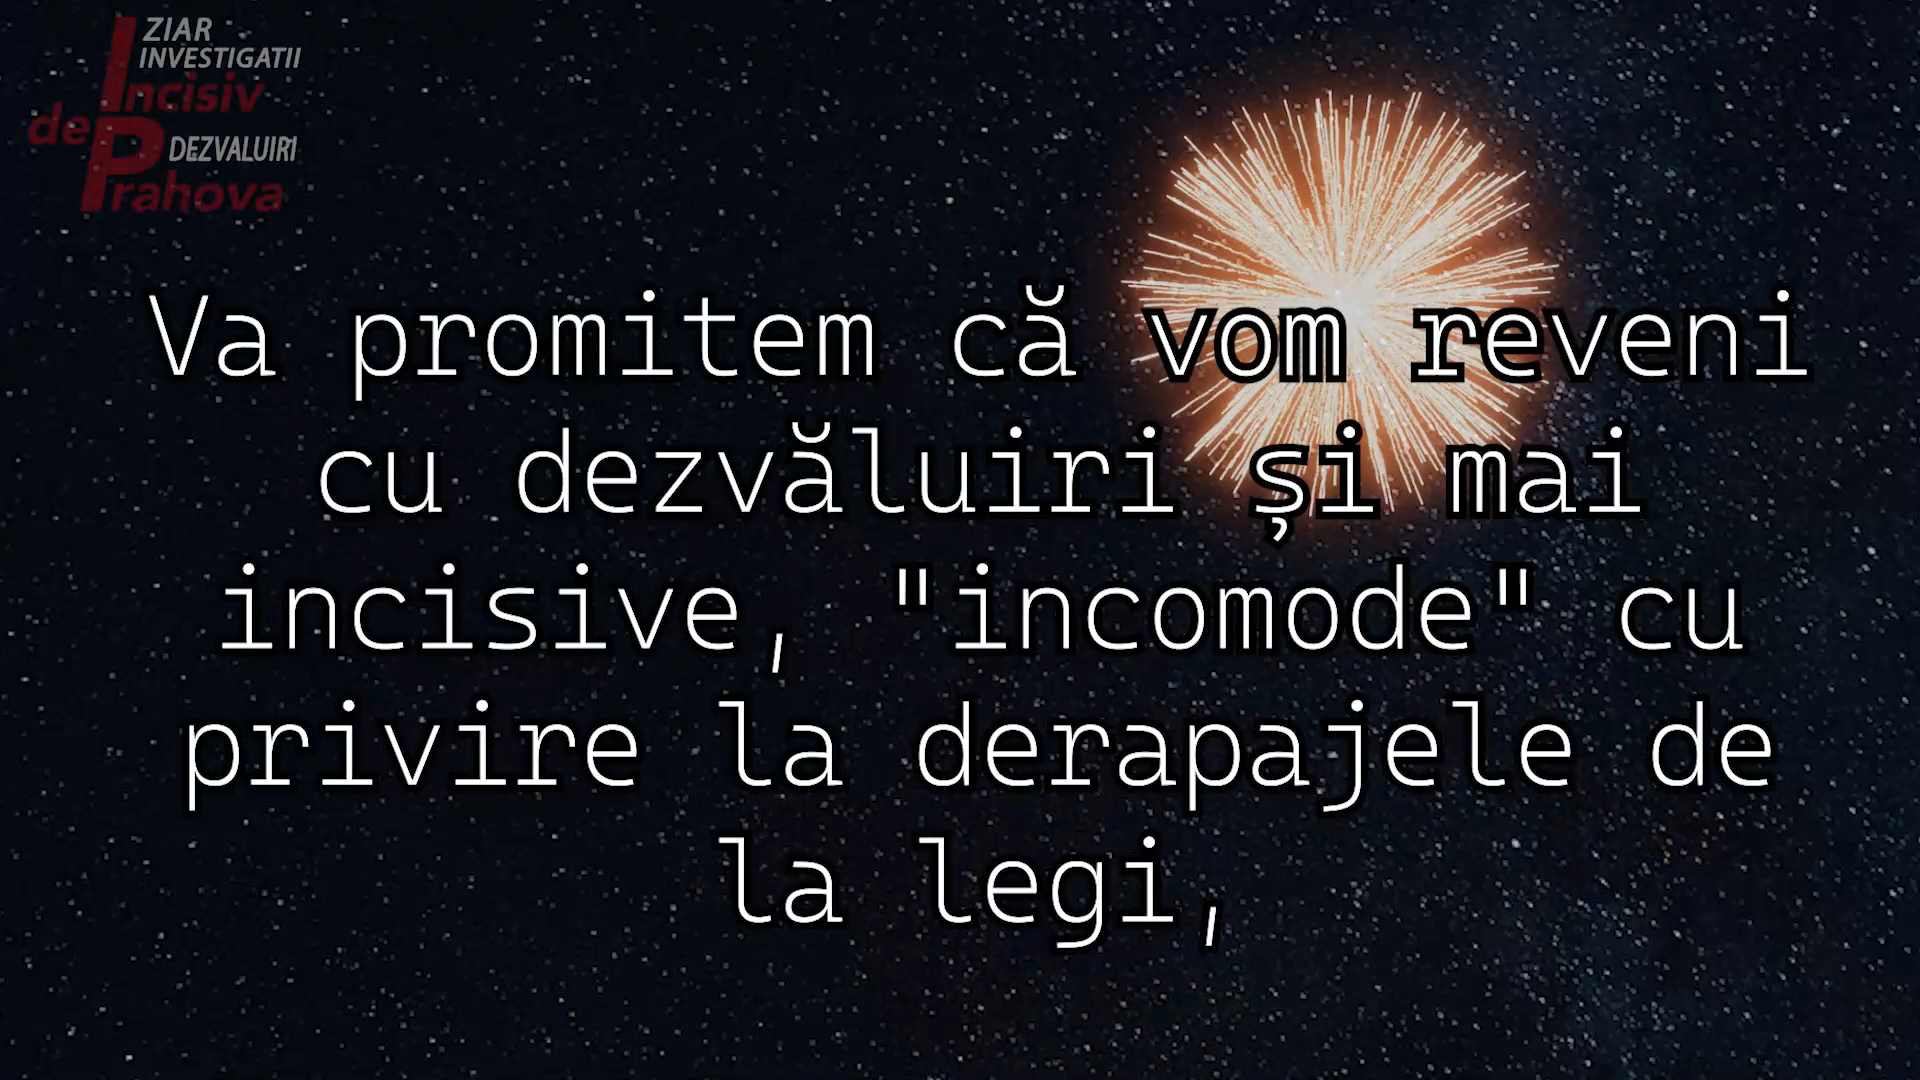 ZIAR
INVESTIGATII
Incisiv
de
DEZVALUIRI
Prahova
Va promitem că vom reveni
cu dezvăluiri și mai
incisive, "incomode" cu
privire la derapajele de
la legi,